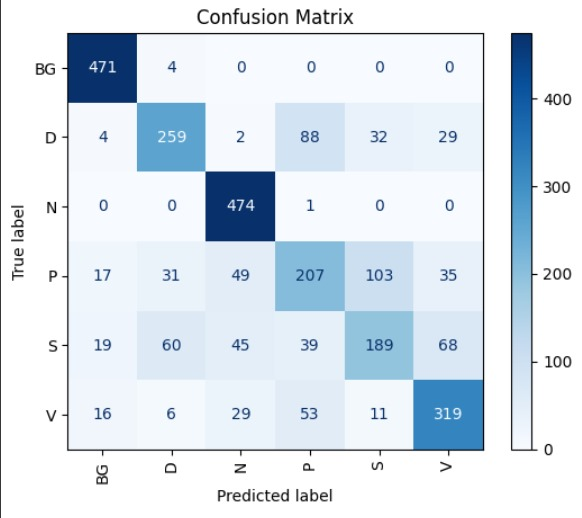 Confusion Matrix
BG 471 4 0 0 0 0
D 4 259 2 88 32 29
N 0 0 474 1 0 0
P 17 31 49 207 103 35
S 19 60 45 39 189 68
V 16 6 29 53 11 319
BG D N P S V
Predicted label
True label
400
300
200
100
0